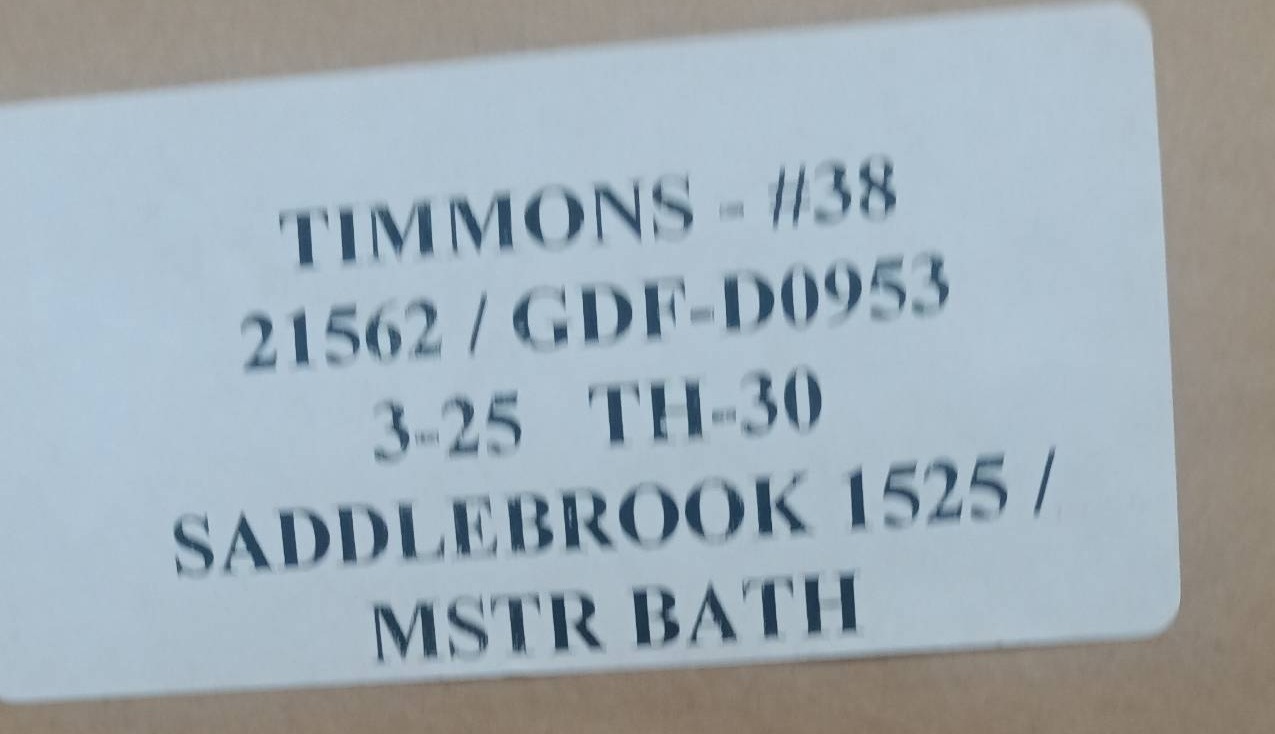 TIMMONS - #38
21562 / GDF-D0953
3-25 TH-30
SADDLEBROOK 1525 /
MSTR BATH